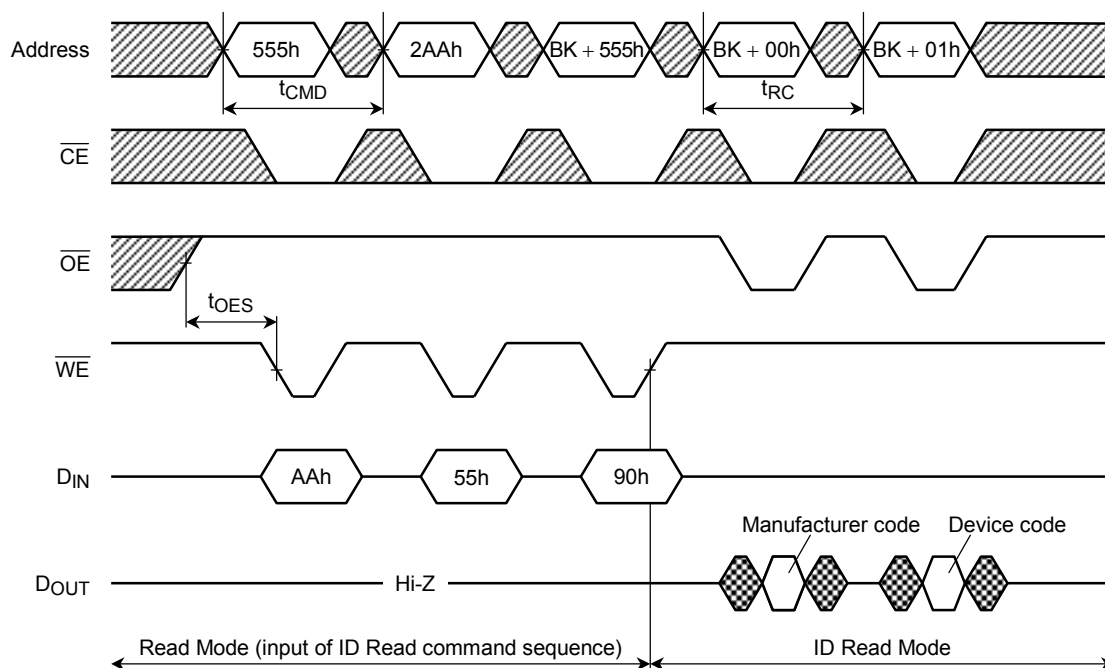 Address 555h 2AAh BK + 555h BK + 00h BK + 01h
tCMD tRC
CE
OE
tOES
WE
DIN AAh 55h 90h
Manufacturer code Device code
DOUT Hi-Z
Read Mode (input of ID Read command sequence) ID Read Mode